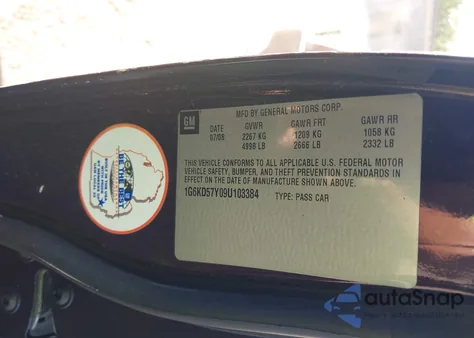 GM
MFD BY GENERAL MOTORS CORP.
DATE GVWR GAWR FRT GAWR RR
07/08 2267 KG 1209 KG 1058 KG
4998 LB 2666 LB 2332 LB
THIS VEHICLE CONFORMS TO ALL APPLICABLE U.S. FEDERAL MOTOR
VEHICLE SAFETY, BUMPER, AND THEFT PREVENTION STANDARDS IN
EFFECT ON THE DATE OF MANUFACTURE SHOWN ABOVE.
1G6KD57Y09U103384 TYPE: PASS CAR
BE THE BEST
autoSnap